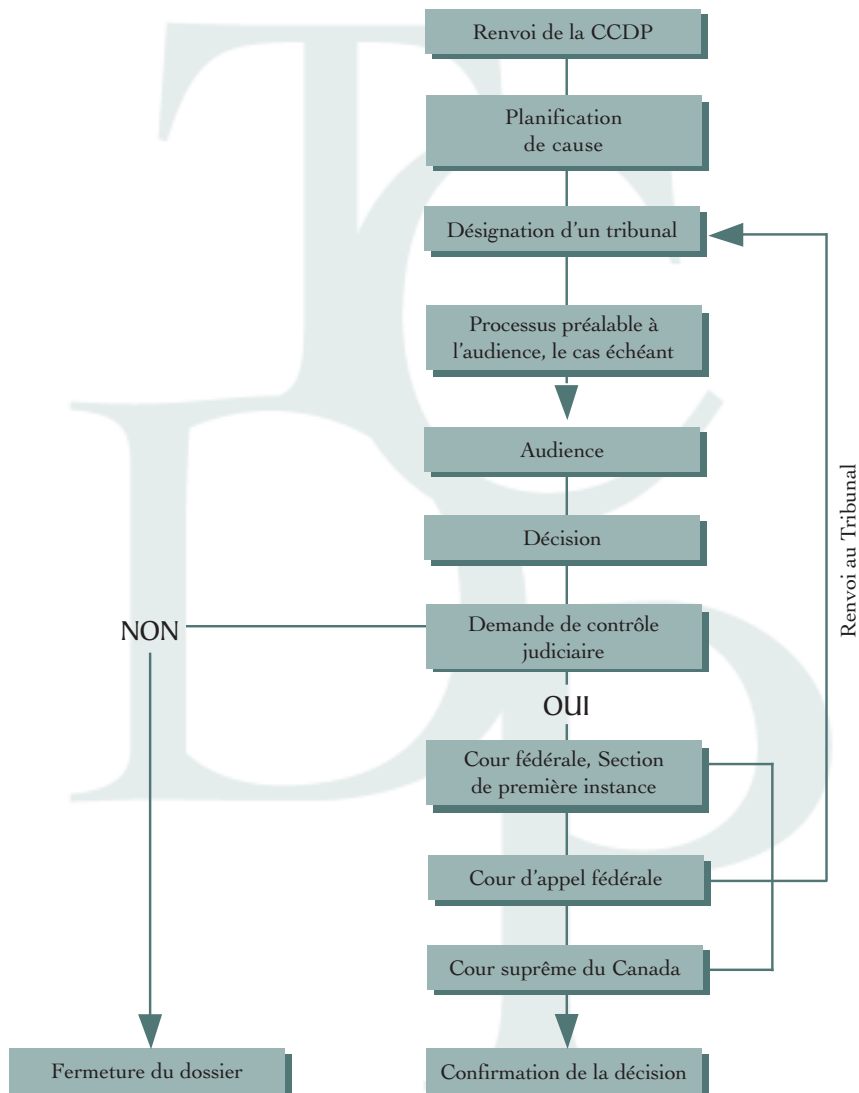 Renvoi de la CCDP
Planification
de cause
Désignation d'un tribunal
Processus préalable à
l'audience, le cas échéant
Audience
Décision
Demande de contrôle
judiciaire
NON
OUI
Cour fédérale, Section
de première instance
Cour d'appel fédérale
Cour suprême du Canada
Renvoi au Tribunal
Fermeture du dossier
Confirmation de la décision
TCDP